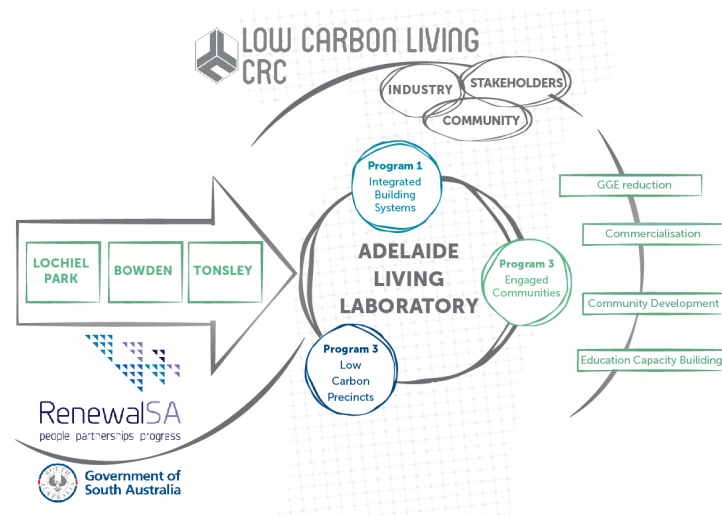 LOW CARBON LIVING
CRC
INDUSTRY
STAKEHOLDERS
COMMUNITY
Program 1
Integrated
Building
Systems
GGE reduction
Commercialisation
LOCHIEL
PARK
BOWDEN
TONSLEY
ADELAIDE
LIVING
LABORATORY
Program 3
Engaged
Communities
Community Development
Education Capacity Building
Program 3
Low
Carbon
Precincts
RenewalSA
people partnerships progress
SOUTH
AUSTRALIA
Government of
South Australia